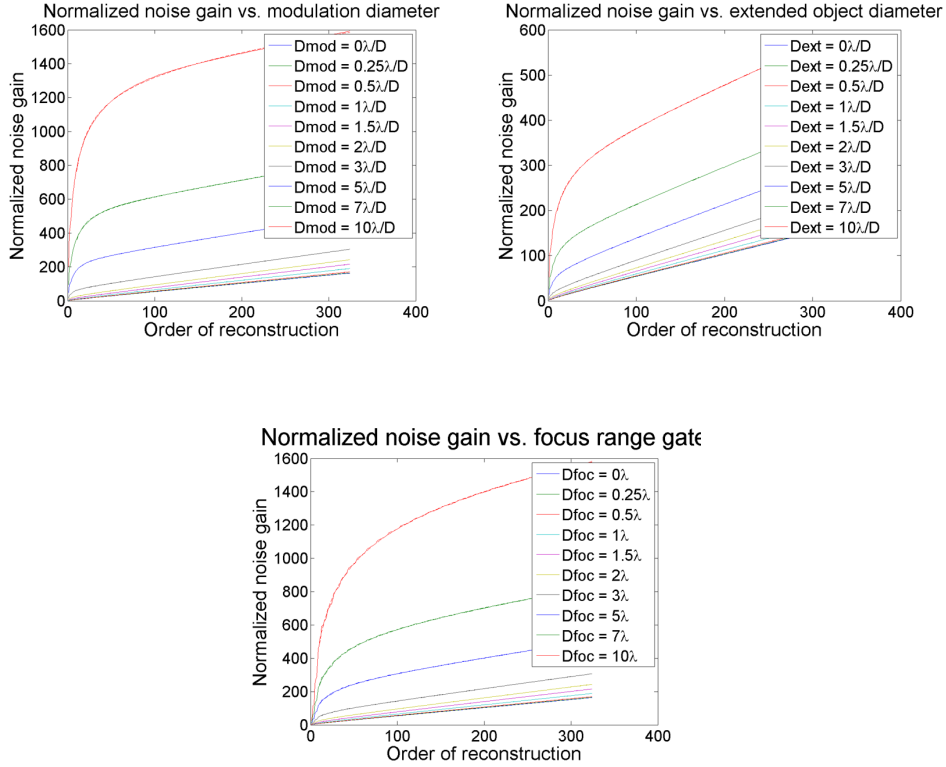 Normalized noise gain vs. modulation diameter
Normalized noise gain
1600
1400
1200
1000
800
600
400
200
0
0
100
200
300
400
Order of reconstruction
Dmod = 0λ/D
Dmod = 0.25λ/D
Dmod = 0.5λ/D
Dmod = 1λ/D
Dmod = 1.5λ/D
Dmod = 2λ/D
Dmod = 3λ/D
Dmod = 5λ/D
Dmod = 7λ/D
Dmod = 10λ/D
Normalized noise gain vs. extended object diameter
Normalized noise gain
600
500
400
300
200
100
0
0
100
200
300
400
Order of reconstruction
Dext = 0λ/D
Dext = 0.25λ/D
Dext = 0.5λ/D
Dext = 1λ/D
Dext = 1.5λ/D
Dext = 2λ/D
Dext = 3λ/D
Dext = 5λ/D
Dext = 7λ/D
Dext = 10λ/D
Normalized noise gain vs. focus range gate
Normalized noise gain
1600
1400
1200
1000
800
600
400
200
0
0
100
200
300
400
Order of reconstruction
Dfoc = 0λ
Dfoc = 0.25λ
Dfoc = 0.5λ
Dfoc = 1λ
Dfoc = 1.5λ
Dfoc = 2λ
Dfoc = 3λ
Dfoc = 5λ
Dfoc = 7λ
Dfoc = 10λ